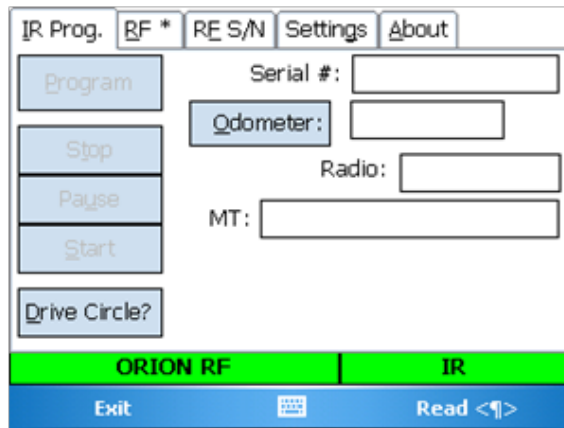 IR Prog. RF * RF S/N Settings About
Program
Serial #:
Odometer:
Stop
Radio:
Pause
MT:
Start
Drive Circle?
ORION RF IR
Exit Read <¶>